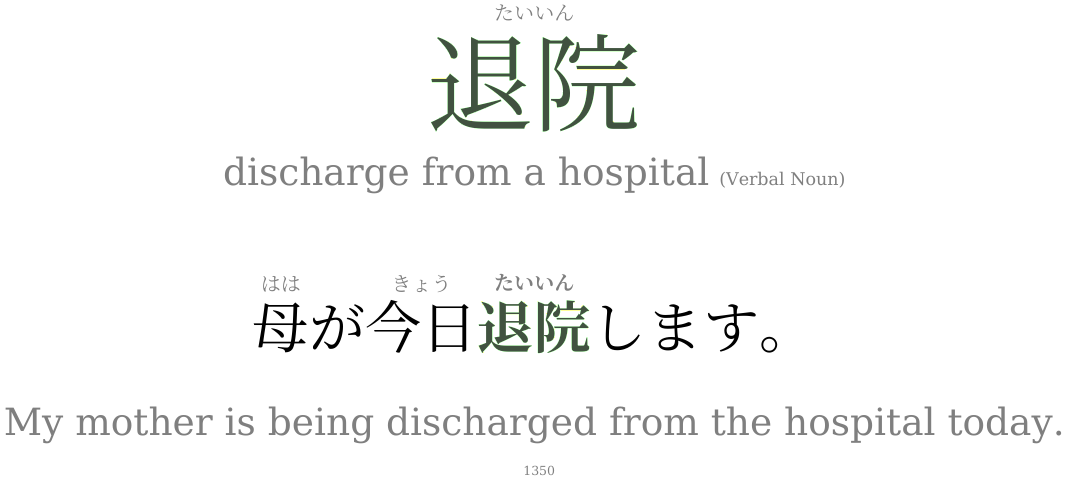 たいいん
退院
discharge from a hospital (Verbal Noun)
はは きょう たいいん
母が今日退院します。
My mother is being discharged from the hospital today.
1350